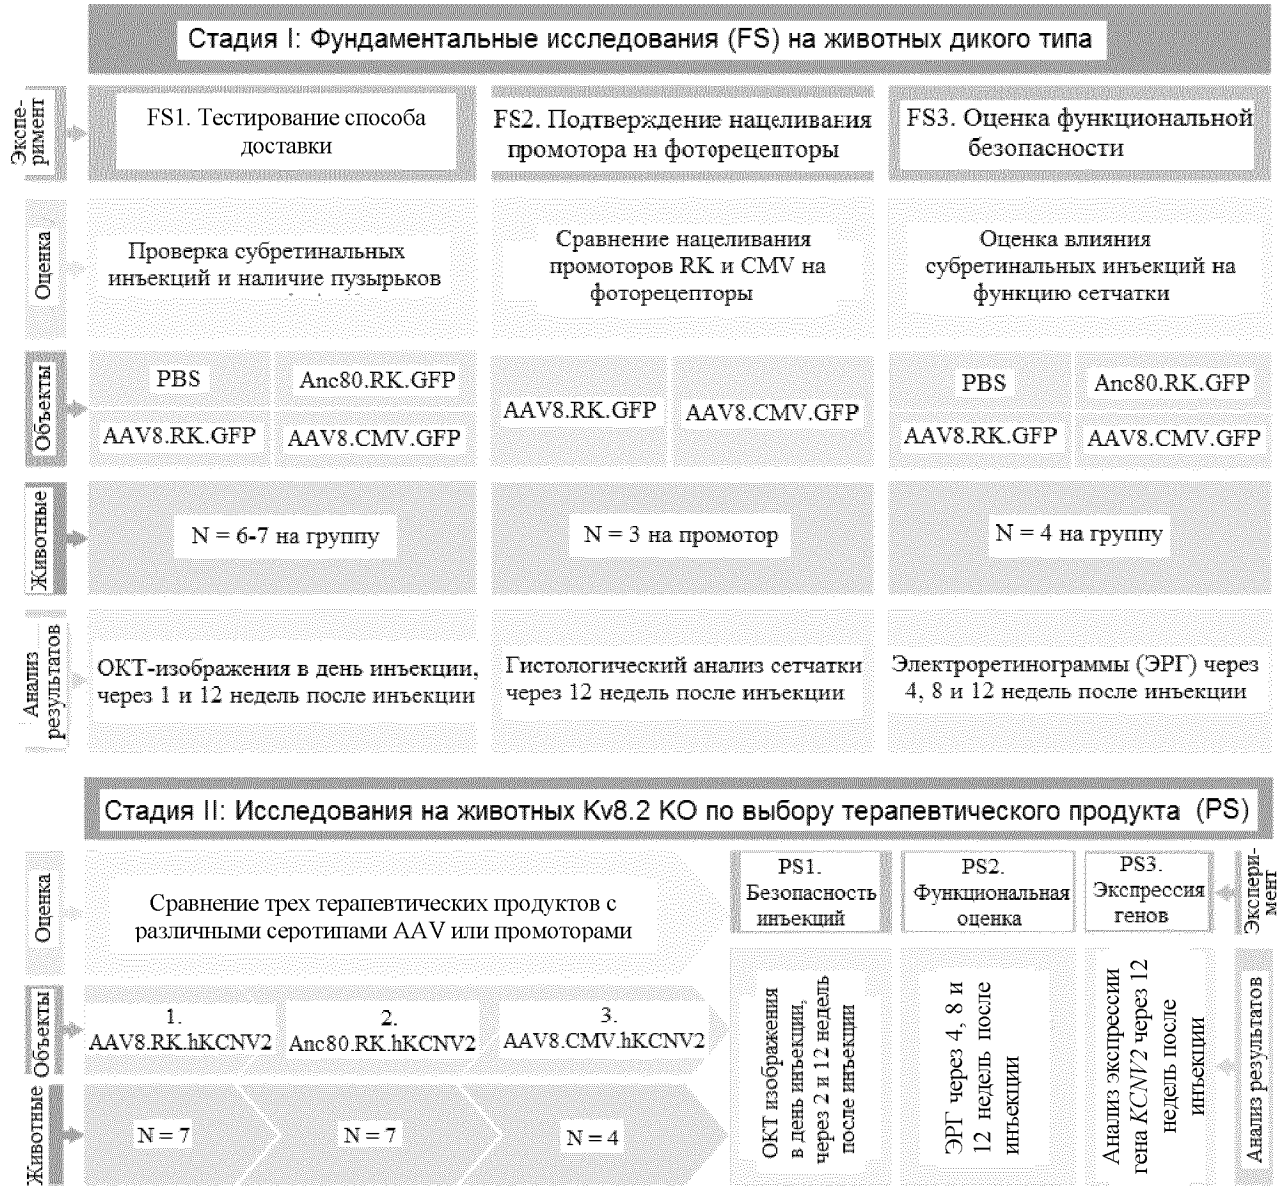 Стадия I: Фундаментальные исследования (FS) на животных дикого типа
Экспе-
римент
FS1. Тестирование способа
доставки
FS2. Подтверждение нацеливания
промотора на фоторецепторы
FS3. Оценка функциональной
безопасности
Оценка
Проверка субретинальных
инъекций и наличие пузырьков
Сравнение нацеливания
промоторов RK и CMV на
фоторецепторы
Оценка влияния
субретинальных инъекций на
функцию сетчатки
Объекты
PBS
Anc80.RK.GFP
AAV8.RK.GFP
AAV8.CMV.GFP
AAV8.RK.GFP
AAV8.CMV.GFP
PBS
Anc80.RK.GFP
AAV8.RK.GFP
AAV8.CMV.GFP
Животные
N = 6-7 на группу
N = 3 на промотор
N = 4 на группу
Анализ
результатов
ОКТ-изображения в день инъекции,
через 1 и 12 недель после инъекции
Гистологический анализ сетчатки
через 12 недель после инъекции
Электроретинограммы (ЭРГ) через
4, 8 и 12 недель после инъекции
Стадия II: Исследования на животных Kv8.2 KO по выбору терапевтического продукта (PS)
Оценка
Сравнение трех терапевтических продуктов с
различными серотипами AAV или промоторами
PS1.
Безопасность
инъекций
PS2.
Функциональная
оценка
PS3.
Экспрессия
генов
Экспери-
мент
Объекты
1.
AAV8.RK.hKCNV2
2.
Anc80.RK.hKCNV2
3.
AAV8.CMV.hKCNV2
Животные
N = 7
N = 7
N = 4
ОКТ изображения
в день инъекции,
через 2 и 12 недель
после инъекции
ЭРГ через 4, 8 и
12 недель после
инъекции
Анализ экспрессии
гена KCNV2 через 12
недель после
инъекции
Анализ результатов